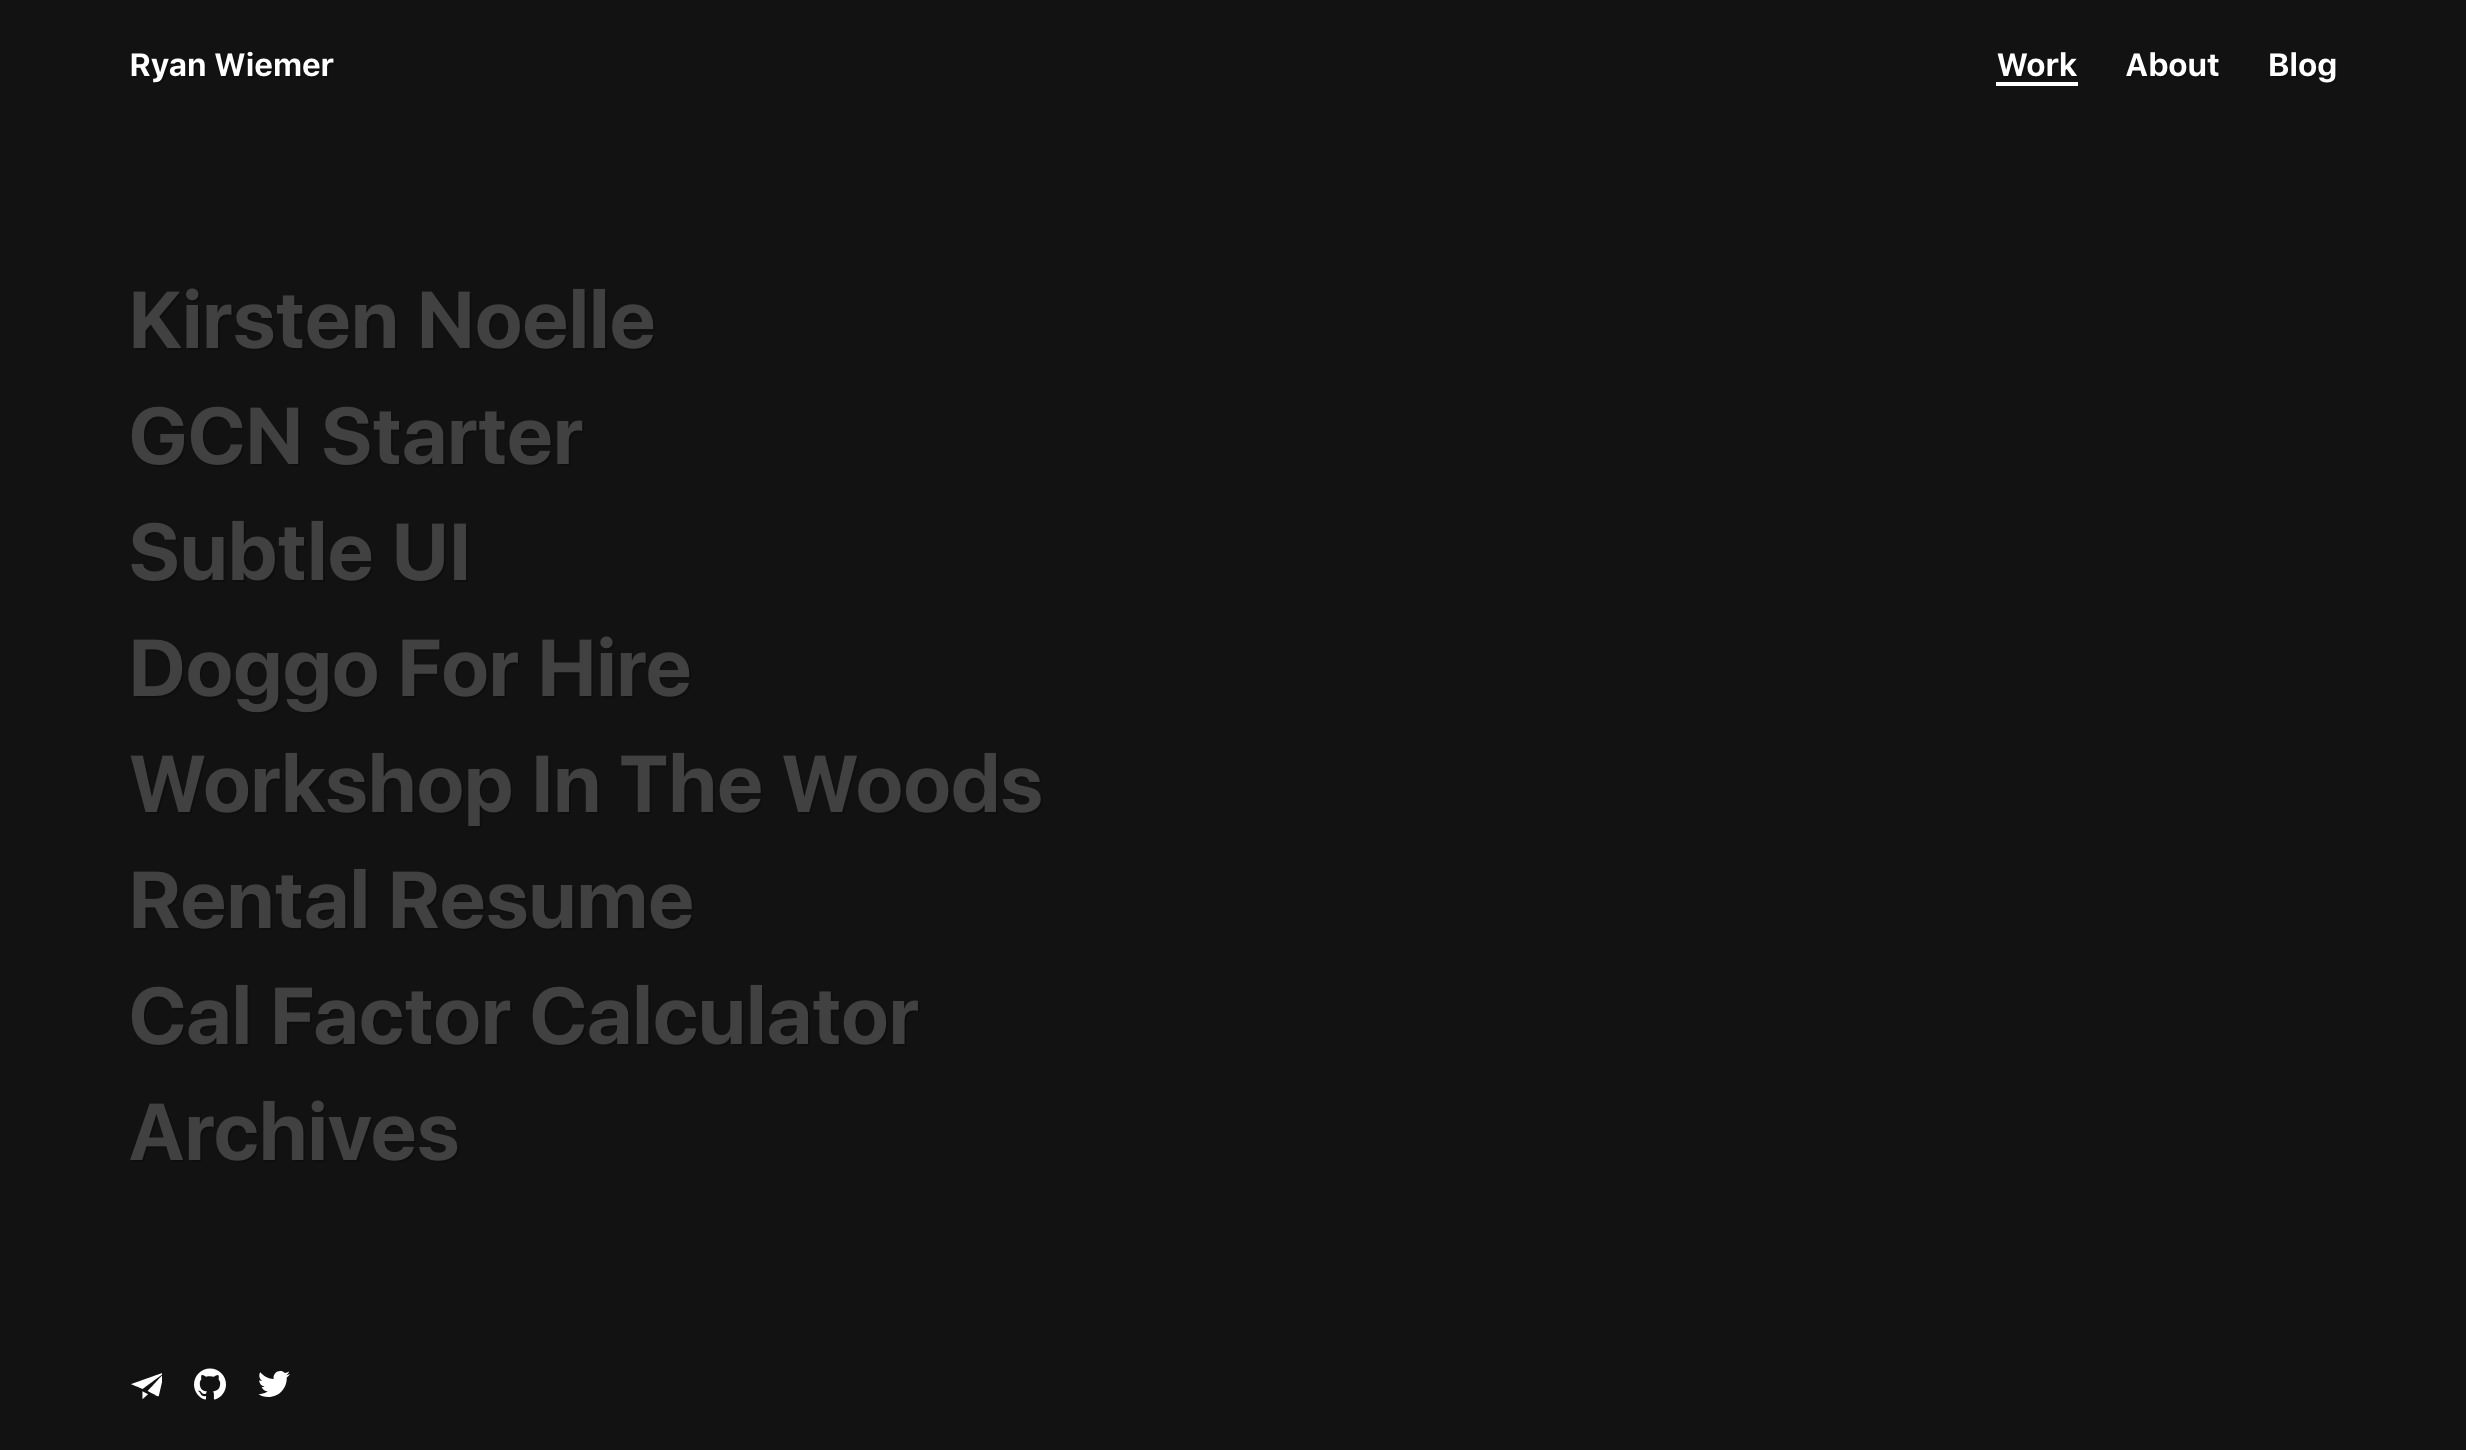 Ryan Wiemer
Work About Blog
Kirsten Noelle
GCN Starter
Subtle UI
Doggo For Hire
Workshop In The Woods
Rental Resume
Cal Factor Calculator
Archives